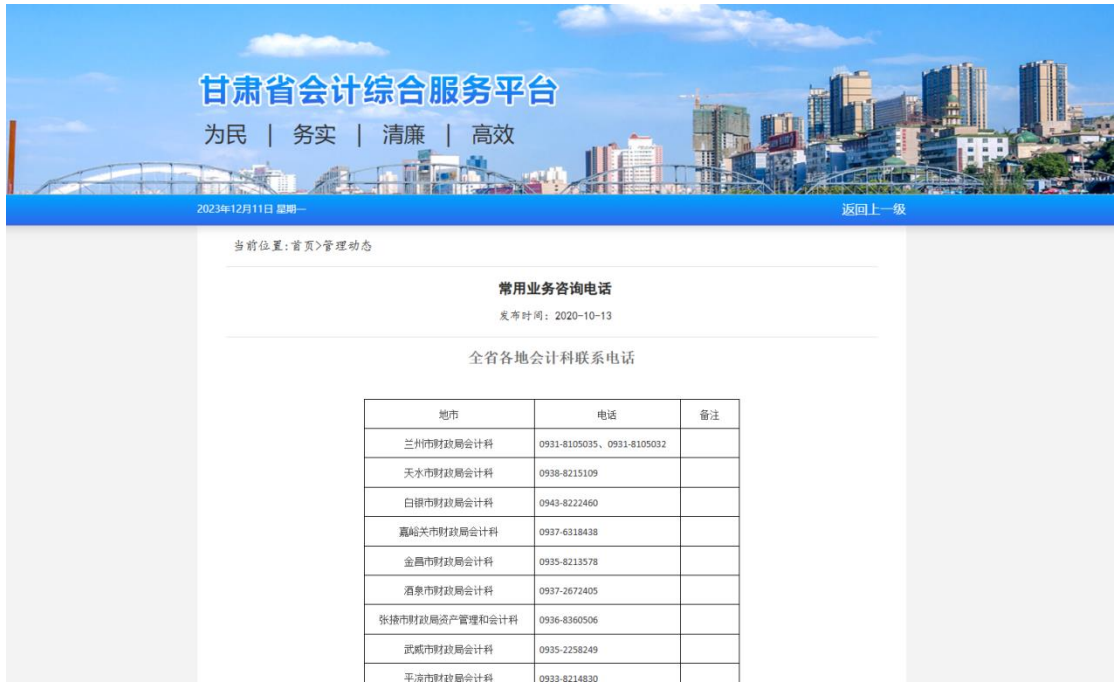 甘肃省会计综合服务平台
为民 | 务实 | 清廉 | 高效
2023年12月11日 星期一 返回上一级
当前位置:首页>管理动态
常用业务咨询电话
发布时间：2020-10-13
全省各地会计科联系电话
地市 电话 备注
兰州市财政局会计科 0931-8105035、0931-8105032
天水市财政局会计科 0938-8215109
白银市财政局会计科 0943-8222460
嘉峪关市财政局会计科 0937-6318438
金昌市财政局会计科 0935-8213578
酒泉市财政局会计科 0937-2672405
张掖市财政局资产管理和会计科 0936-8360506
武威市财政局会计科 0935-2258249
平凉市财政局会计科 0933-8214830